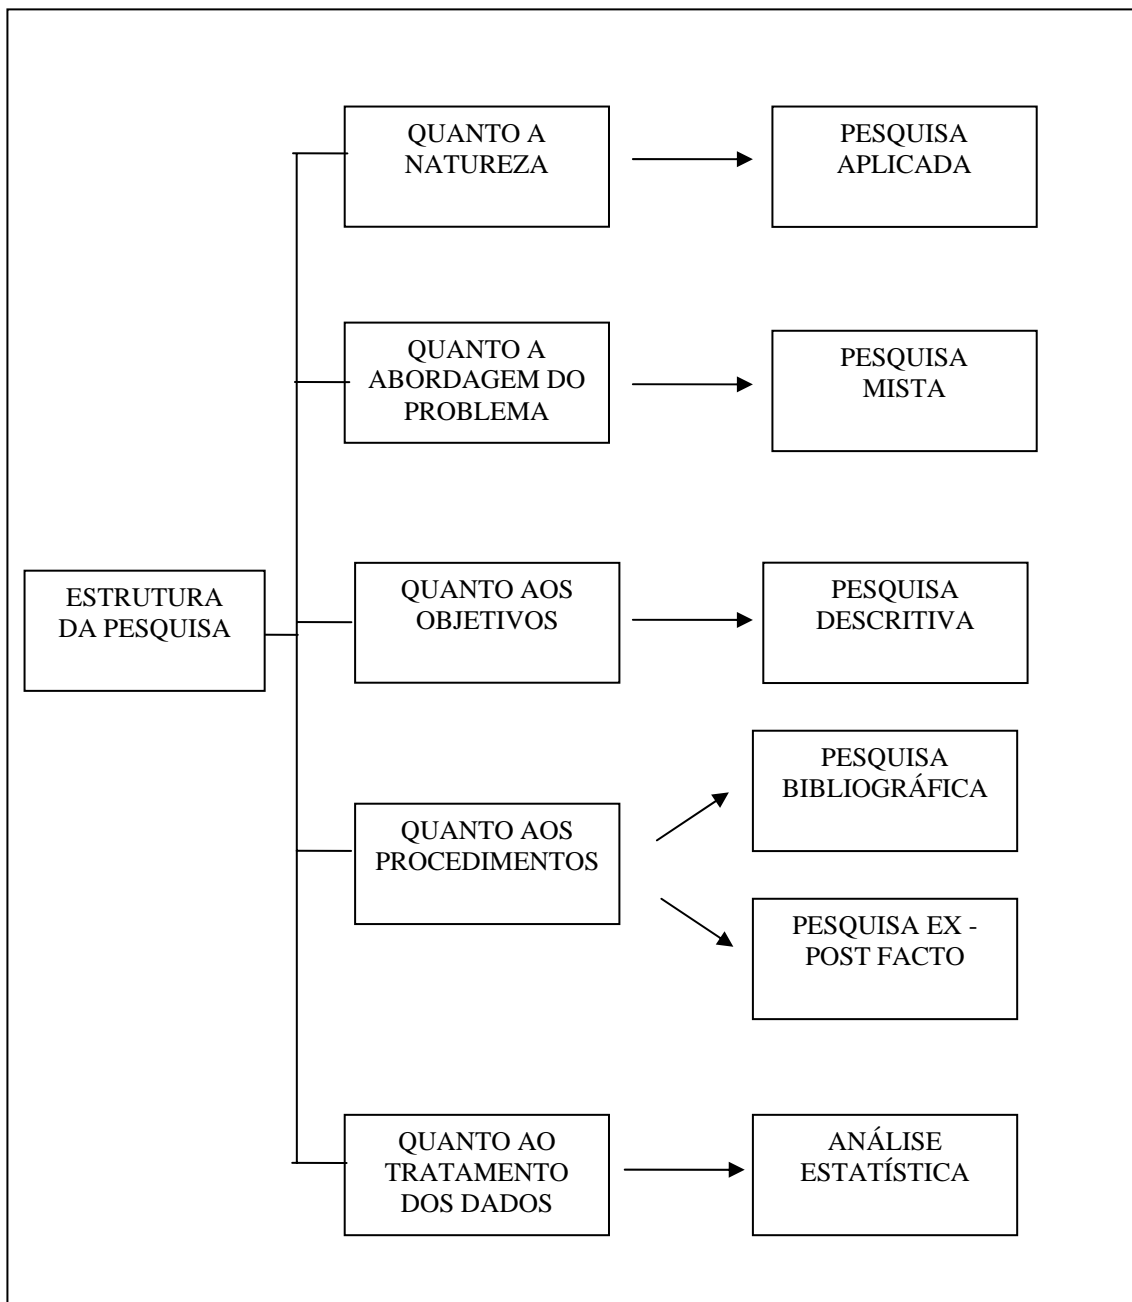 QUANTO A
NATUREZA
PESQUISA
APLICADA
QUANTO A
ABORDAGEM DO
PROBLEMA
PESQUISA
MISTA
ESTRUTURA
DA PESQUISA
QUANTO AOS
OBJETIVOS
PESQUISA
DESCRITIVA
QUANTO AOS
PROCEDIMENTOS
PESQUISA
BIBLIOGRÁFICA
PESQUISA EX -
POST FACTO
QUANTO AO
TRATAMENTO
DOS DADOS
ANÁLISE
ESTATÍSTICA